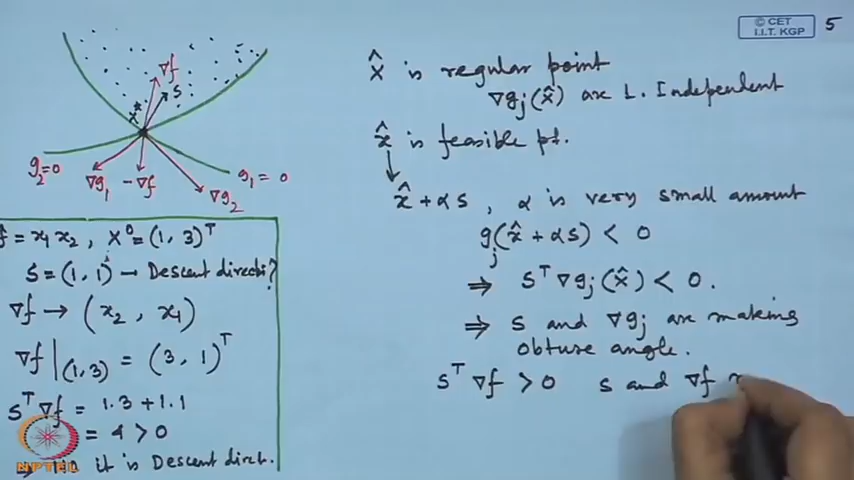 © CET
I.I.T. KGP
5
∇f
s
x*
g₂=0
∇g₁
-∇f
∇g₂
g₁ = 0
f = x₁x₂, X⁰ = (1, 3)ᵀ
s = (1, 1) → Descent directi?
∇f → (x₂, x₁)
∇f|(1,3) = (3, 1)ᵀ
sᵀ∇f = 1.3 + 1.1
= 4 > 0
it is Descent direct.
NPTEL
x̂ is regular point
∇gⱼ(x̂) are L. Independent
x̂ is feasible pt.
↓
x̂ + αs, α is very small amount
gⱼ(x̂ + αs) < 0
⇒ sᵀ∇gⱼ(x̂) < 0.
⇒ s and ∇gⱼ are making
obtuse angle.
sᵀ∇f > 0 s and ∇f